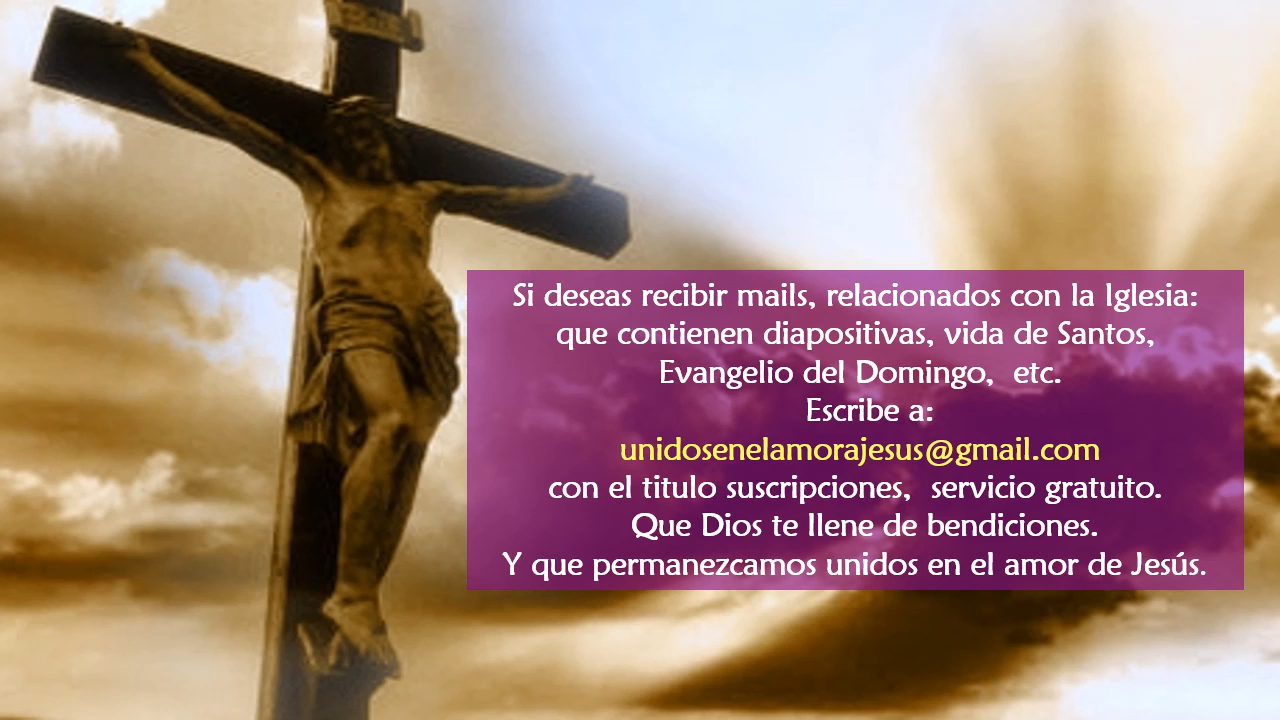 Si deseas recibir mails, relacionados con la Iglesia:
que contienen diapositivas, vida de Santos,
Evangelio del Domingo,  etc.
Escribe a:
unidosenelamorajesus@gmail.com
con el titulo suscripciones,  servicio gratuito.
Que Dios te llene de bendiciones.
Y que permanezcamos unidos en el amor de Jesús.